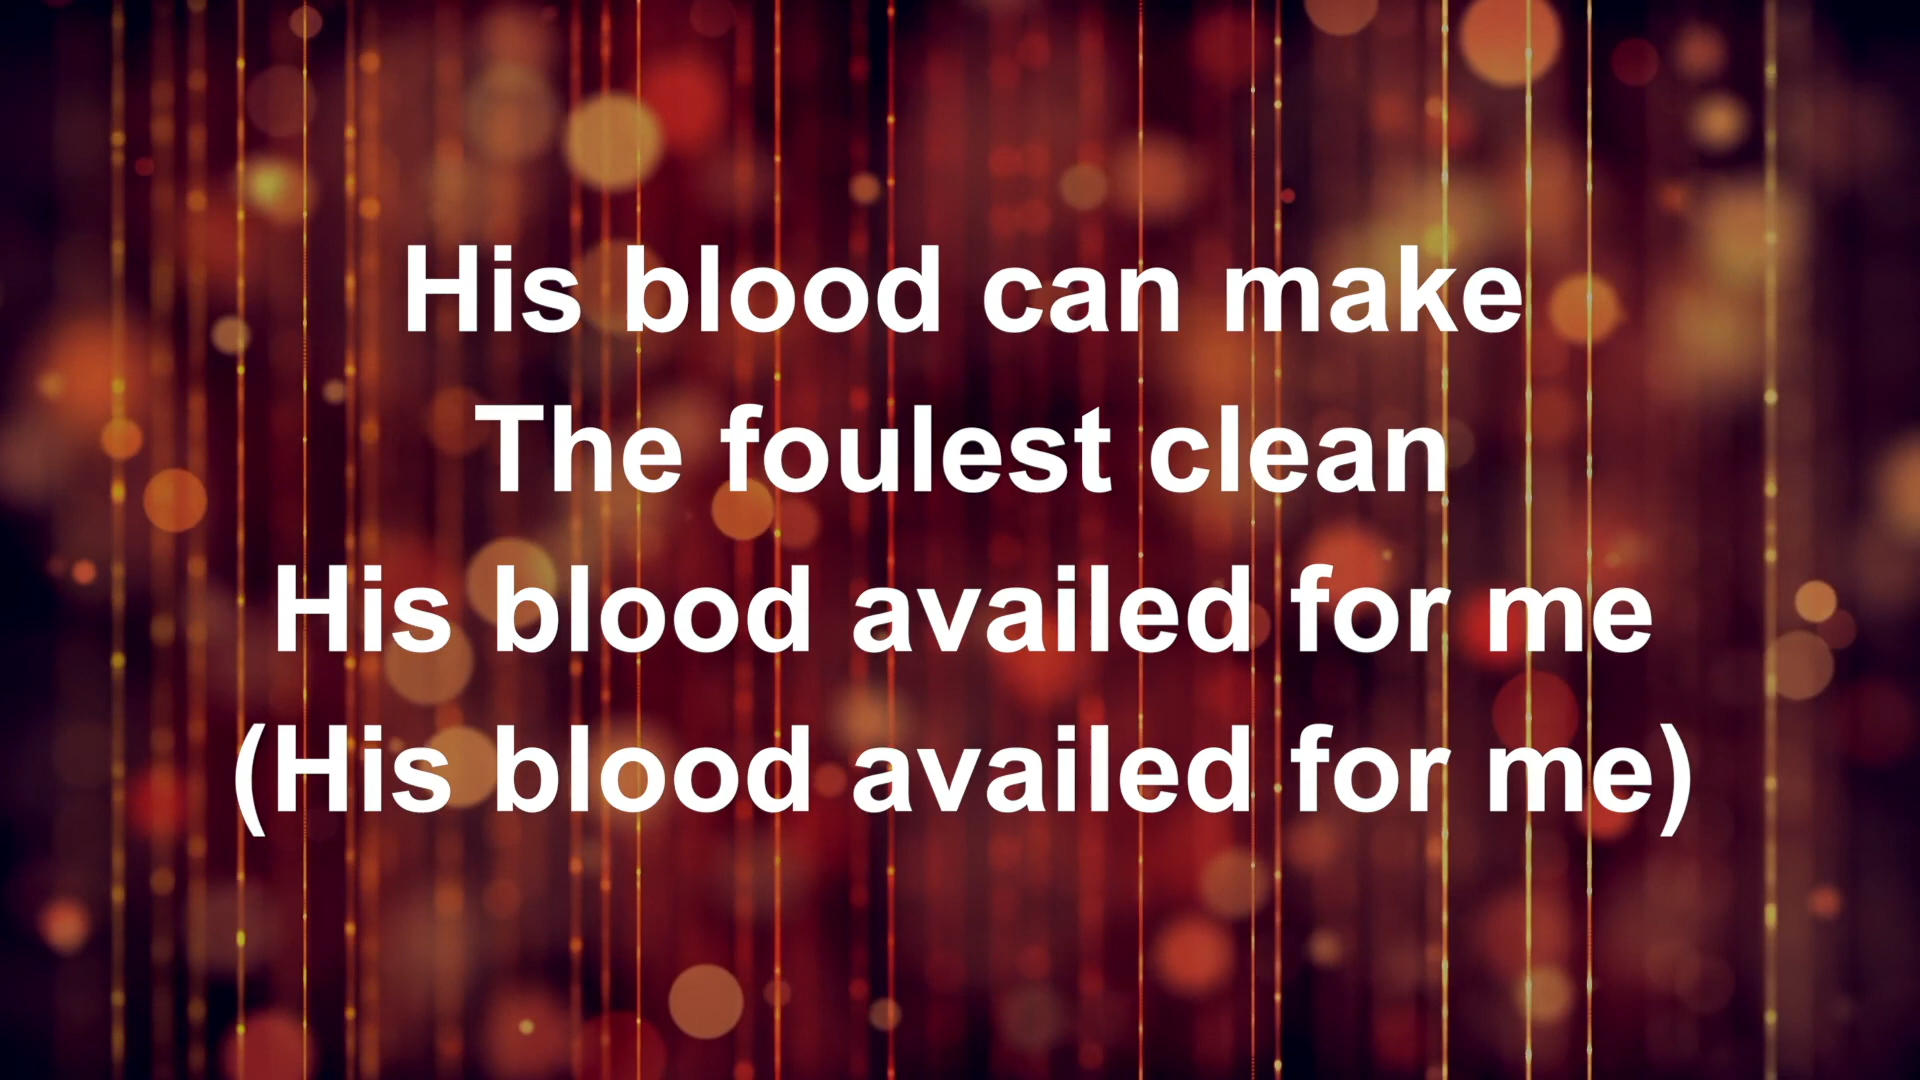 His blood can make
The foulest clean
His blood availed for me
(His blood availed for me)